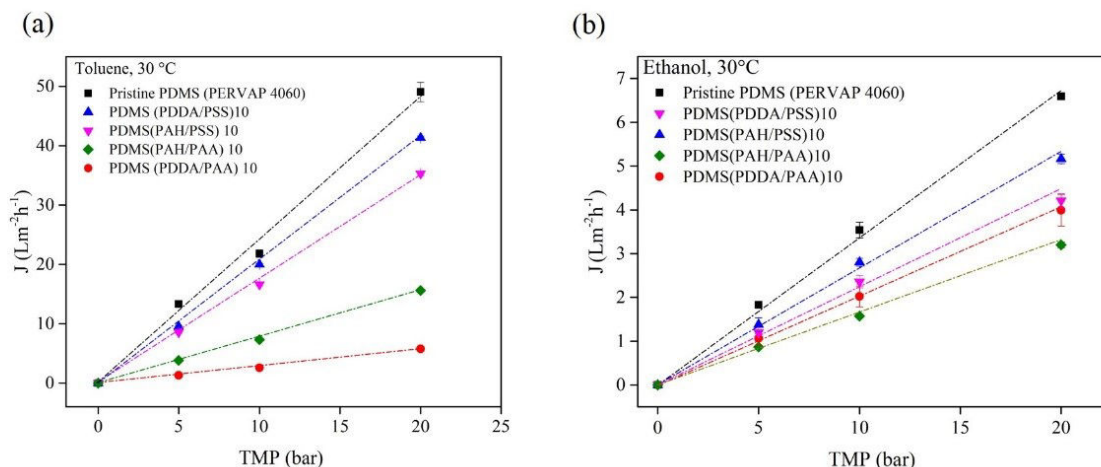 (a)
Toluene, 30 °C
Pristine PDMS (PERVAP 4060)
PDMS (PDDA/PSS)10
PDMS(PAH/PSS) 10
PDMS(PAH/PAA) 10
PDMS (PDDA/PAA) 10
J (Lm⁻²h⁻¹)
50
40
30
20
10
0
0 5 10 15 20 25
TMP (bar)
(b)
Ethanol, 30°C
Pristine PDMS (PERVAP 4060)
PDMS(PDDA/PSS)10
PDMS(PAH/PSS)10
PDMS(PAH/PAA)10
PDMS(PDDA/PAA)10
J (Lm⁻²h⁻¹)
7
6
5
4
3
2
1
0
0 5 10 15 20
TMP (bar)